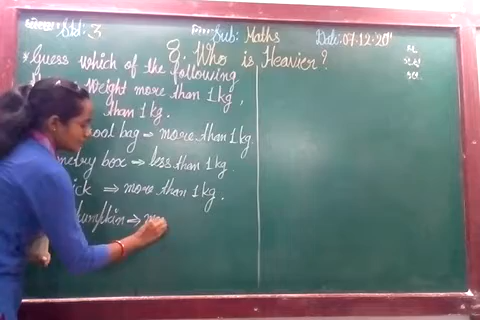 Std: 3 Sub: Maths Date: 07.12.20
8. Who is Heavier?
* Guess which of the following
Weight more than 1 kg,
than 1 kg.
ool bag ⇒ more than 1 kg.
metry box ⇒ less than 1 kg.
ick ⇒ more than 1 kg.
umpkin ⇒ mo